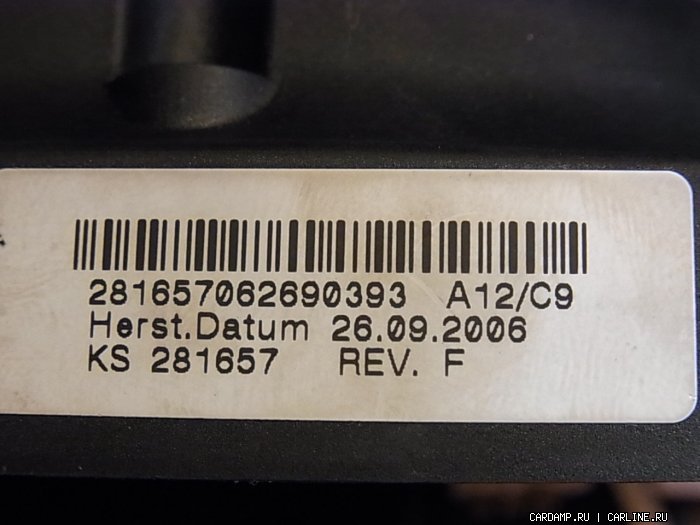 281657062690393 A12/C9
Herst.Datum 26.09.2006
KS 281657 REV. F
CARDAMP.RU | CARLINE.RU